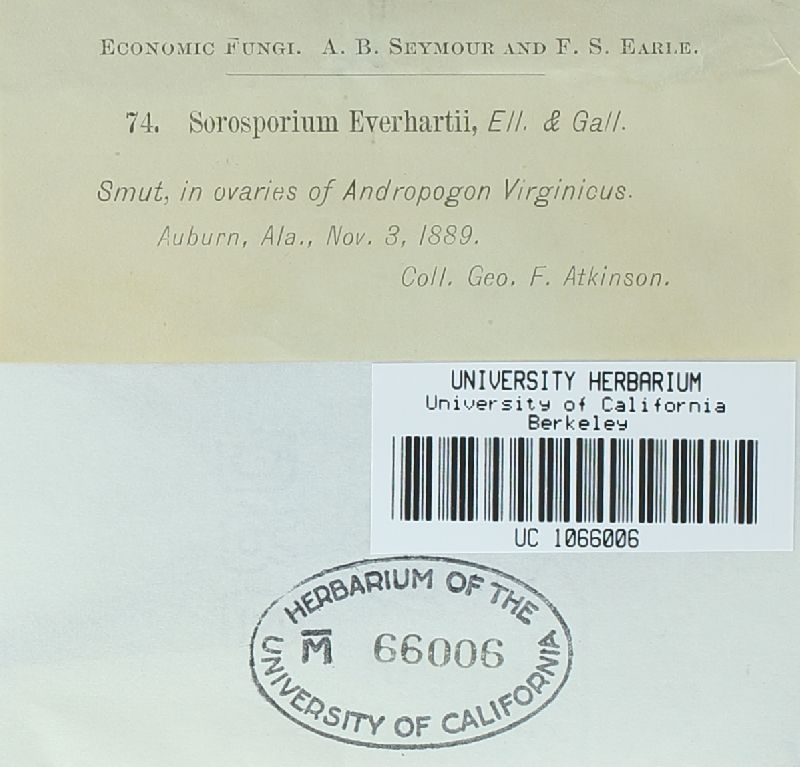 Economic Fungi. A. B. Seymour and F. S. Earle.
74. Sorosporium Everhartii, Ell. & Gall.
Smut, in ovaries of Andropogon Virginicus.
Auburn, Ala., Nov. 3, 1889.
Coll. Geo. F. Atkinson.
UNIVERSITY HERBARIUM
University of California
Berkeley
UC 1066006
HERBARIUM OF THE
M̅ 66006
UNIVERSITY OF CALIFORNIA